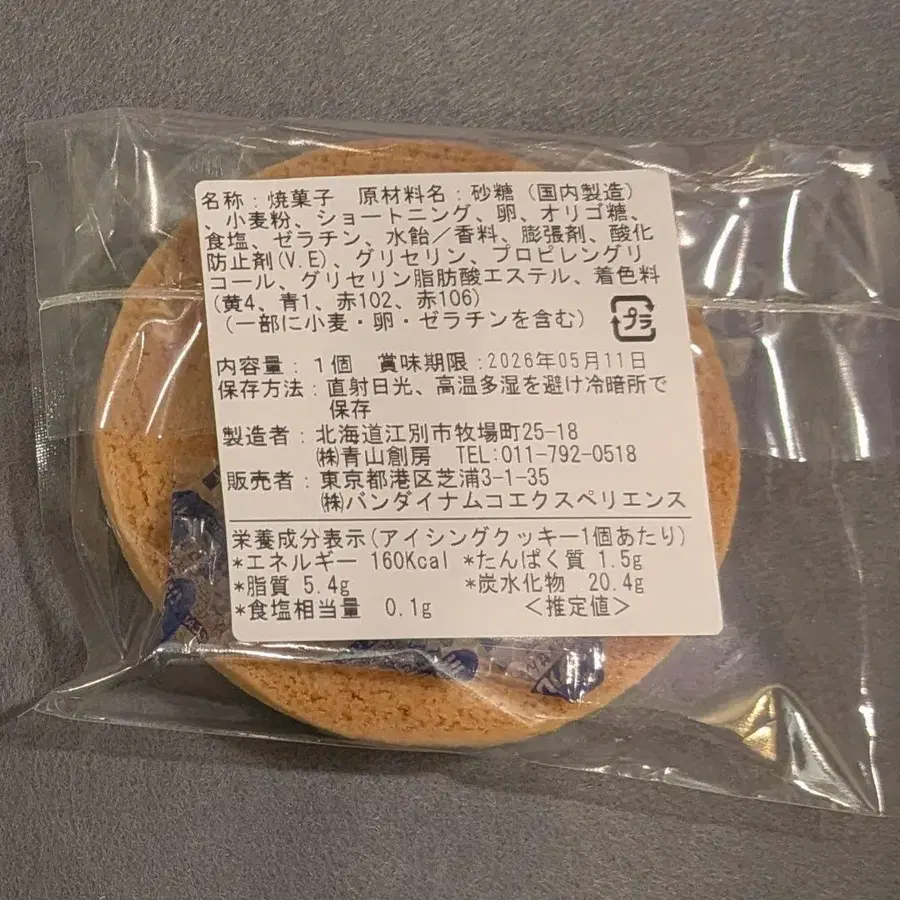 名称：焼菓子　原材料名：砂糖（国内製造）
、小麦粉、ショートニング、卵、オリゴ糖、
食塩、ゼラチン、水飴／香料、膨張剤、酸化
防止剤(V.E)、グリセリン、プロピレングリ
コール、グリセリン脂肪酸エステル、着色料
(黄4、青1、赤102、赤106)
（一部に小麦・卵・ゼラチンを含む）
プラ
内容量：1個　賞味期限：2026年05月11日
保存方法：直射日光、高温多湿を避け冷暗所で
保存
製造者：北海道江別市牧場町25-18
㈱青山創房　TEL:011-792-0518
販売者：東京都港区芝浦3-1-35
㈱バンダイナムコエクスペリエンス
栄養成分表示(アイシングクッキー1個あたり)
*エネルギー 160Kcal *たんぱく質 1.5g
*脂質 5.4g　*炭水化物 20.4g
*食塩相当量 0.1g　＜推定値＞